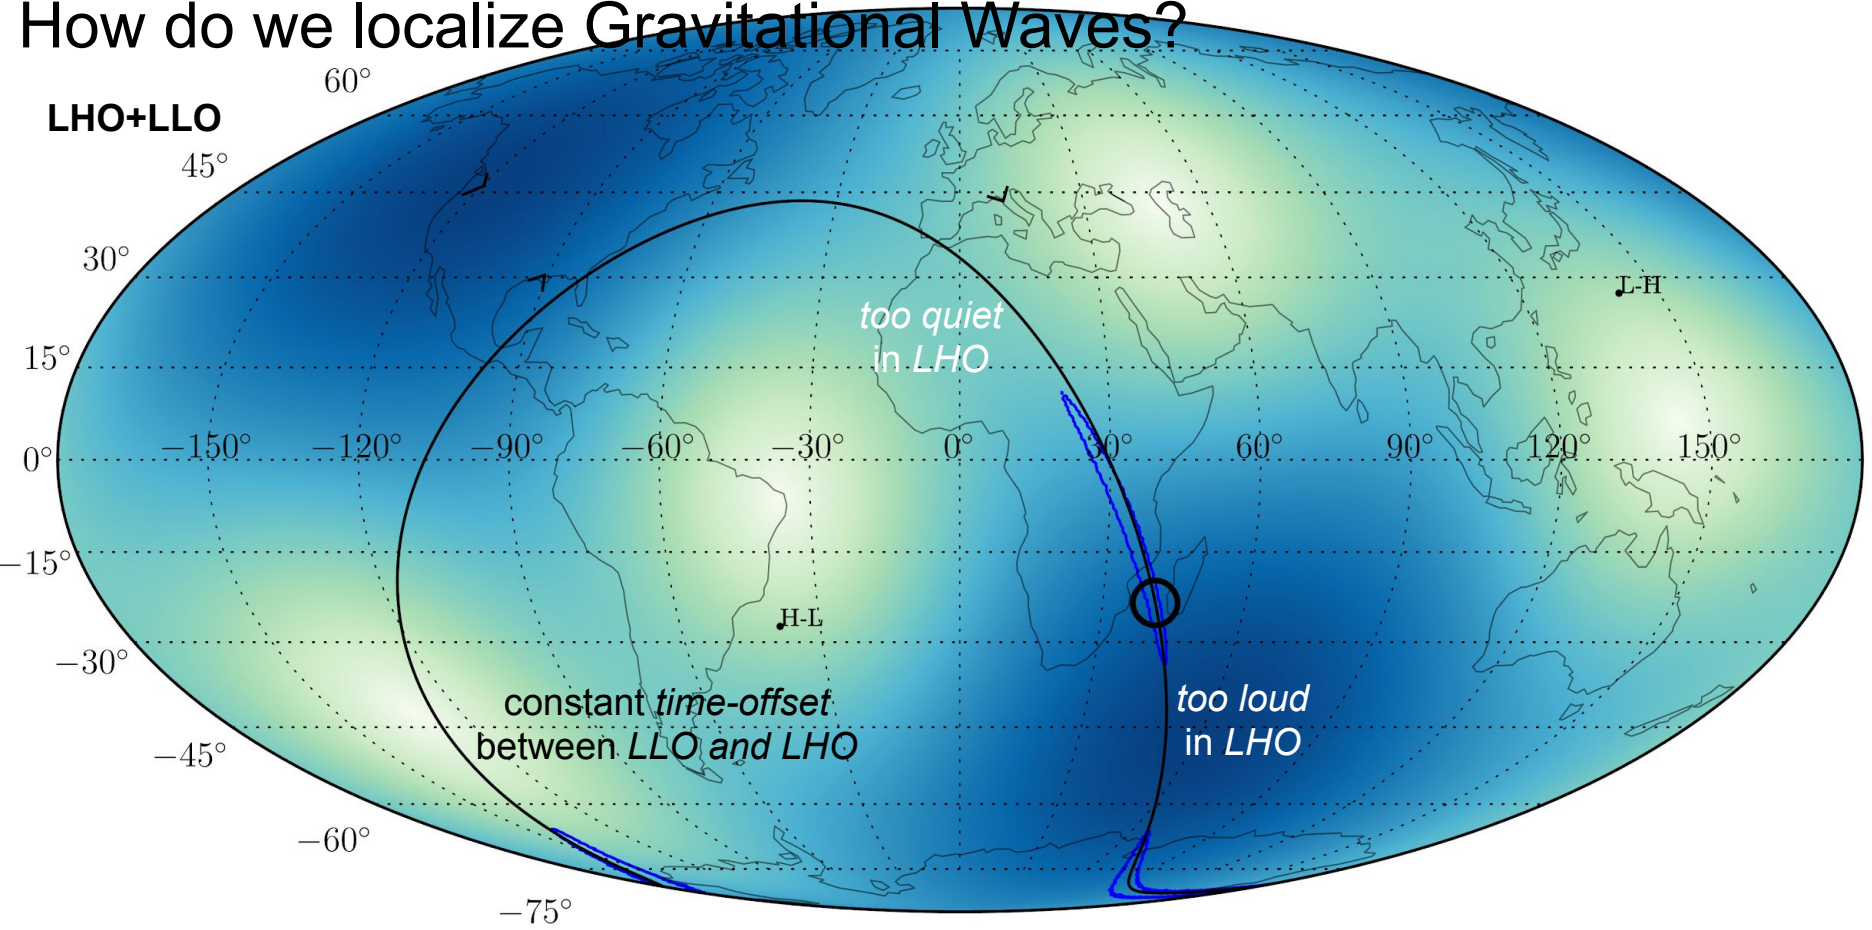 How do we localize Gravitational Waves?
60°
LHO+LLO
45°
30°
L-H
too quiet
in LHO
15°
0°
−150° −120° −90° −60° −30° 0° 30° 60° 90° 120° 150°
−15°
H-L
−30°
constant time-offset
between LLO and LHO
too loud
in LHO
−45°
−60°
−75°